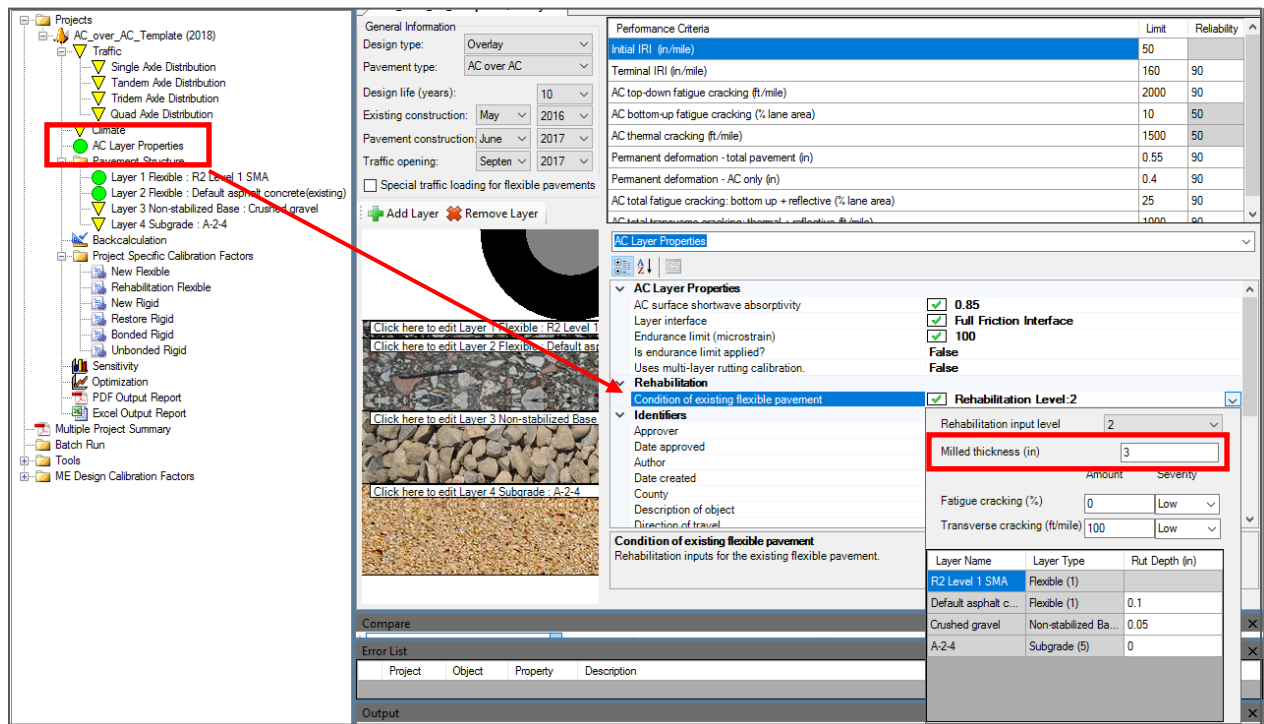 Projects
AC_over_AC_Template (2018)
Traffic
Single Axle Distribution
Tandem Axle Distribution
Tridem Axle Distribution
Quad Axle Distribution
Climate
AC Layer Properties
Pavement Structure
Layer 1 Flexible : R2 Level 1 SMA
Layer 2 Flexible : Default asphalt concrete(existing)
Layer 3 Non-stabilized Base : Crushed gravel
Layer 4 Subgrade : A-2-4
Backcalculation
Project Specific Calibration Factors
New Flexible
Rehabilitation Flexible
New Rigid
Restore Rigid
Bonded Rigid
Unbonded Rigid
Sensitivity
Optimization
PDF Output Report
Excel Output Report
Multiple Project Summary
Batch Run
Tools
ME Design Calibration Factors
General Information
Design type: Overlay
Pavement type: AC over AC
Design life (years): 10
Existing construction: May 2016
Pavement construction: June 2017
Traffic opening: Septen 2017
Special traffic loading for flexible pavements
Add Layer Remove Layer
Performance Criteria Limit Reliability
Initial IRI (in/mile) 50
Terminal IRI (in/mile) 160 90
AC top-down fatigue cracking (ft/mile) 2000 90
AC bottom-up fatigue cracking (% lane area) 10 50
AC thermal cracking (ft/mile) 1500 50
Permanent deformation - total pavement (in) 0.55 90
Permanent deformation - AC only (in) 0.4 90
AC total fatigue cracking: bottom up + reflective (% lane area) 25 90
AC total transverse cracking: thermal + reflective (ft/mile) 1000 90
Click here to edit Layer 1 Flexible : R2 Level 1
Click here to edit Layer 2 Flexible : Default asp
Click here to edit Layer 3 Non-stabilized Base
Click here to edit Layer 4 Subgrade : A-2-4
AC Layer Properties
AC Layer Properties
AC surface shortwave absorptivity 0.85
Layer interface Full Friction Interface
Endurance limit (microstrain) 100
Is endurance limit applied? False
Uses multi-layer rutting calibration. False
Rehabilitation
Condition of existing flexible pavement Rehabilitation Level:2
Identifiers
Approver
Date approved
Author
Date created
County
Description of object
Direction of travel
Condition of existing flexible pavement
Rehabilitation inputs for the existing flexible pavement.
Rehabilitation input level 2
Milled thickness (in) 3
Amount Severity
Fatigue cracking (%) 0 Low
Transverse cracking (ft/mile) 100 Low
Layer Name Layer Type Rut Depth (in)
R2 Level 1 SMA Flexible (1)
Default asphalt c... Flexible (1) 0.1
Crushed gravel Non-stabilized Ba... 0.05
A-2-4 Subgrade (5) 0
Compare
Error List
Project Object Property Description
Output